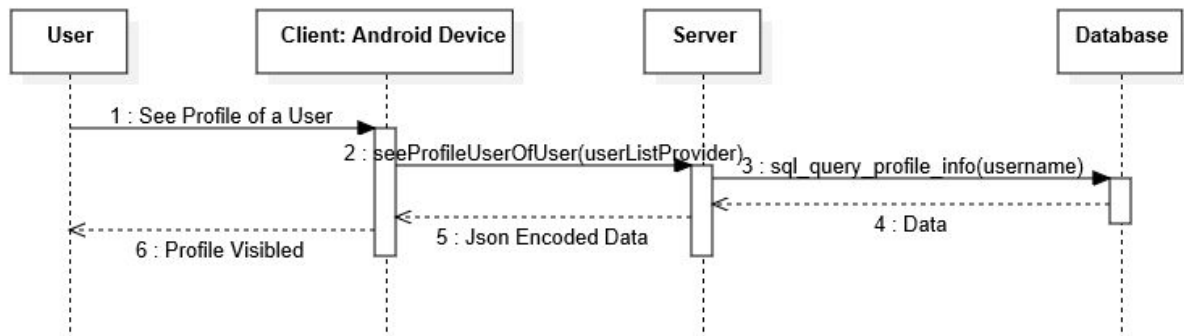 User
Client: Android Device
Server
Database
1 : See Profile of a User
2 : seeProfileUserOfUser(userListProvider)
3 : sql_query_profile_info(username)
4 : Data
5 : Json Encoded Data
6 : Profile Visibled